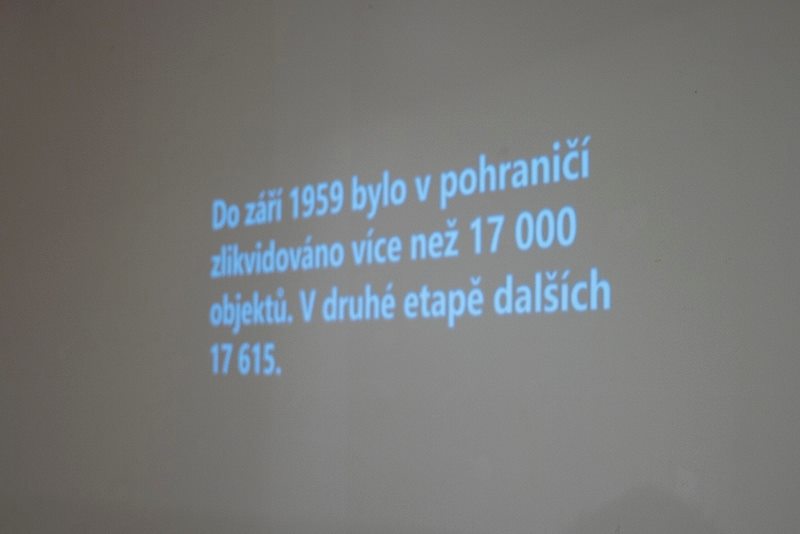 Do září 1959 bylo v pohraničí
zlikvidováno více než 17 000
objektů. V druhé etapě dalších
17 615.